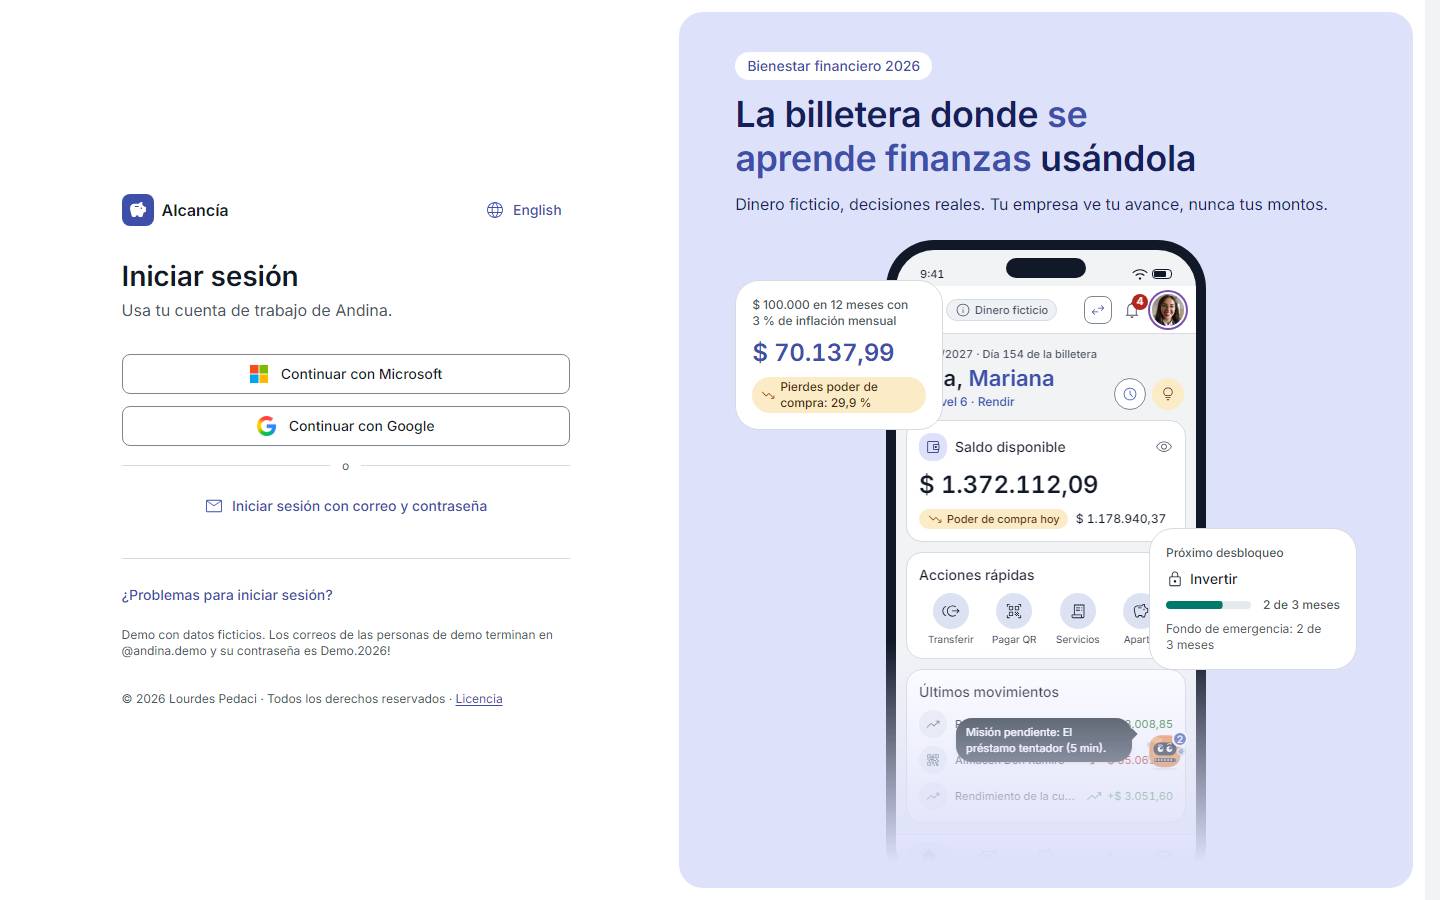 Alcancía
English
Iniciar sesión
Usa tu cuenta de trabajo de Andina.
Continuar con Microsoft
Continuar con Google
o
Iniciar sesión con correo y contraseña
¿Problemas para iniciar sesión?
Demo con datos ficticios. Los correos de las personas de demo terminan en
@andina.demo y su contraseña es Demo.2026!
© 2026 Lourdes Pedaci · Todos los derechos reservados · Licencia
Bienestar financiero 2026
La billetera donde se
aprende finanzas usándola
Dinero ficticio, decisiones reales. Tu empresa ve tu avance, nunca tus montos.
9:41
$ 100.000 en 12 meses con
3 % de inflación mensual
$ 70.137,99
Pierdes poder de
compra: 29,9 %
Dinero ficticio
4
/2027 · Día 154 de la billetera
a, Mariana
vel 6 · Rendir
Saldo disponible
$ 1.372.112,09
Poder de compra hoy
$ 1.178.940,37
Próximo desbloqueo
Invertir
2 de 3 meses
Fondo de emergencia: 2 de
3 meses
Acciones rápidas
Transferir
Pagar QR
Servicios
Apart
Últimos movimientos
.008,85
Misión pendiente: El
préstamo tentador (5 min).
2
Rendimiento de la cu...
+$ 3.051,60